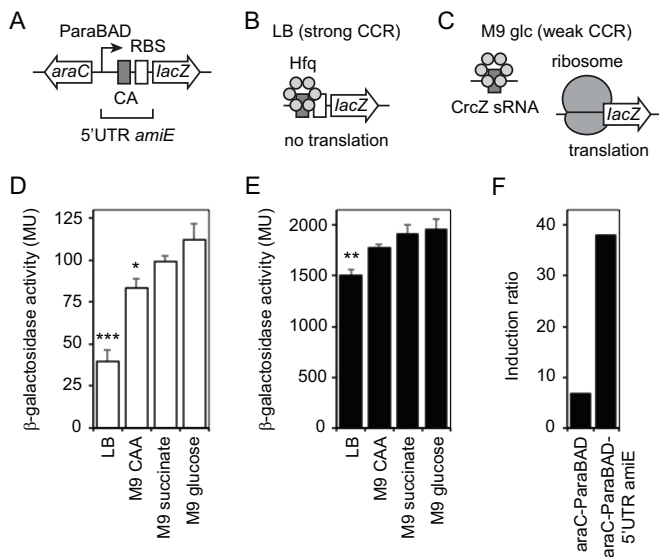 A
ParaBAD
RBS
araC
lacZ
CA
5'UTR amiE
B
LB (strong CCR)
Hfq
lacZ
no translation
C
M9 glc (weak CCR)
ribosome
CrcZ sRNA
lacZ
translation
D
β-galactosidase activity (MU)
125
100
75
50
25
0
***
*
LB
M9 CAA
M9 succinate
M9 glucose
E
β-galactosidase activity (MU)
2000
1500
1000
500
0
**
LB
M9 CAA
M9 succinate
M9 glucose
F
Induction ratio
40
30
20
10
0
araC-ParaBAD
araC-ParaBAD-
5'UTR amiE